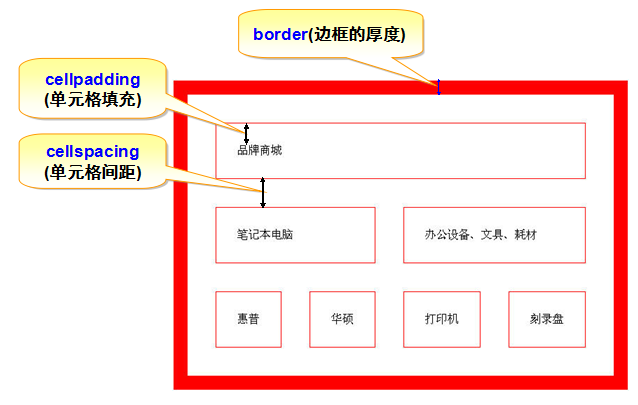 border(边框的厚度)
cellpadding
(单元格填充)
品牌商城
cellspacing
(单元格间距)
笔记本电脑
办公设备、文具、耗材
惠普
华硕
打印机
刻录盘